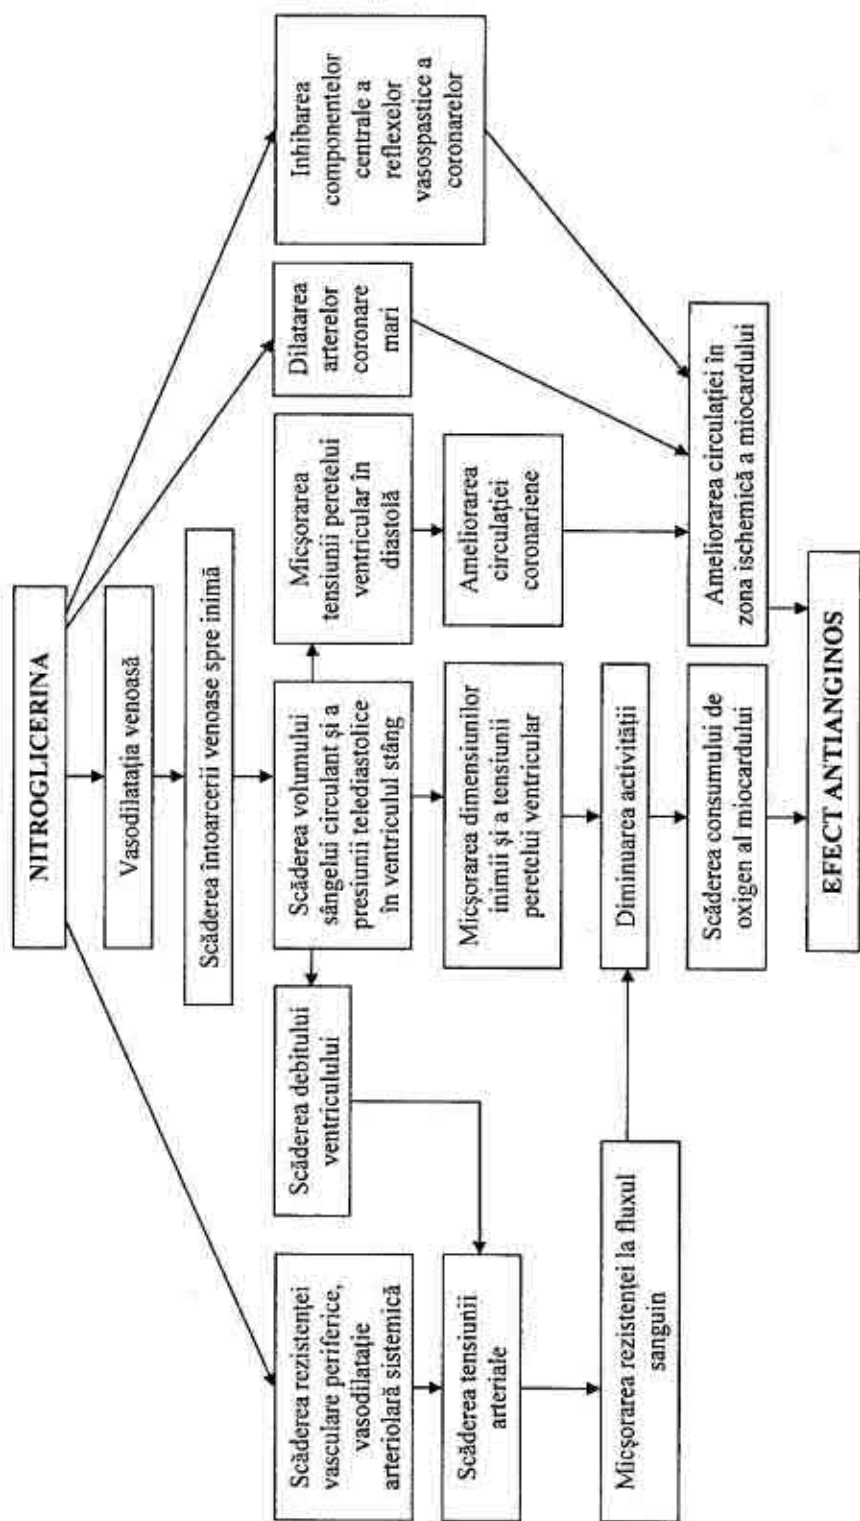 NITROGLICERINA
Vasodilatația venoasă
Scăderea întoarcerii venoase spre inimă
Scăderea rezistenței
vasculare periferice,
vasodilatație
arteriolară sistemică
Scăderea debitului
ventriculului
Scăderea volumului
sângelui circulant și a
presiunii telediastolice
în ventriculul stâng
Micșorarea
tensiunii peretelui
ventricular în
diastolă
Dilatarea
arterelor
coronare
mari
Inhibarea
componentelor
centrale a
reflexelor
vasospastice a
coronarelor
Scăderea tensiunii
arteriale
Micșorarea dimensiunilor
inimii și a tensiunii
peretelui ventricular
Ameliorarea
circulației
coronariene
Micșorarea rezistenței la fluxul
sanguin
Diminuarea activității
Scăderea consumului de
oxigen al miocardului
Ameliorarea circulației în
zona ischemică a miocardului
EFECT ANTIANGINOS